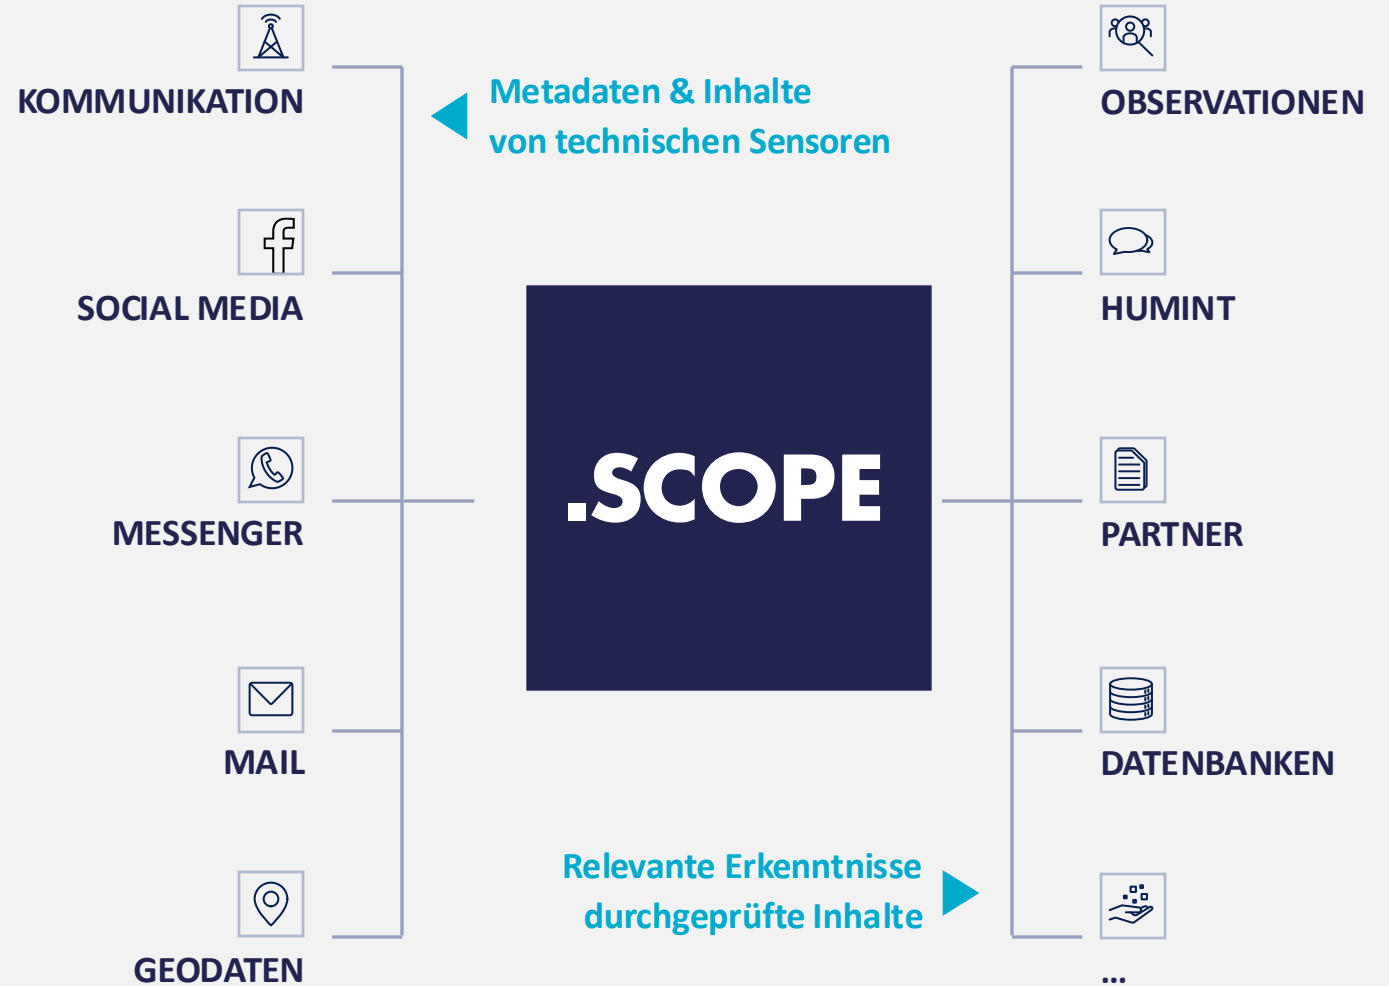 KOMMUNIKATION
SOCIAL MEDIA
MESSENGER
MAIL
GEODATEN
Metadaten & Inhalte
von technischen Sensoren
.SCOPE
Relevante Erkenntnisse
durchgeprüfte Inhalte
OBSERVATIONEN
HUMINT
PARTNER
DATENBANKEN
...